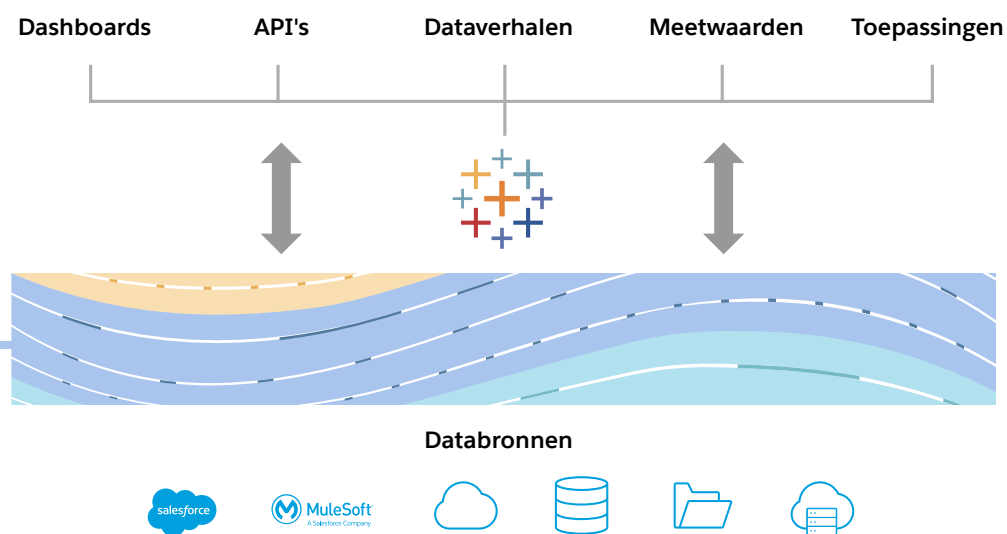 Dashboards API's Dataverhalen Meetwaarden Toepassingen
Databronnen
salesforce MuleSoft
A Salesforce Company